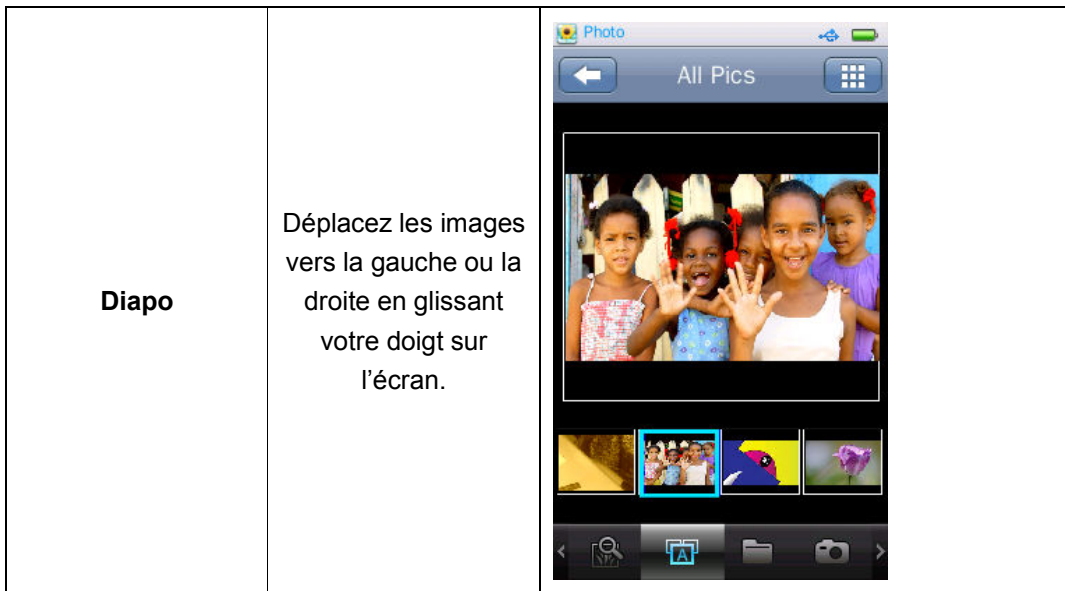 Diapo
Déplacez les images
vers la gauche ou la
droite en glissant
votre doigt sur
l’écran.
Photo
All Pics
A